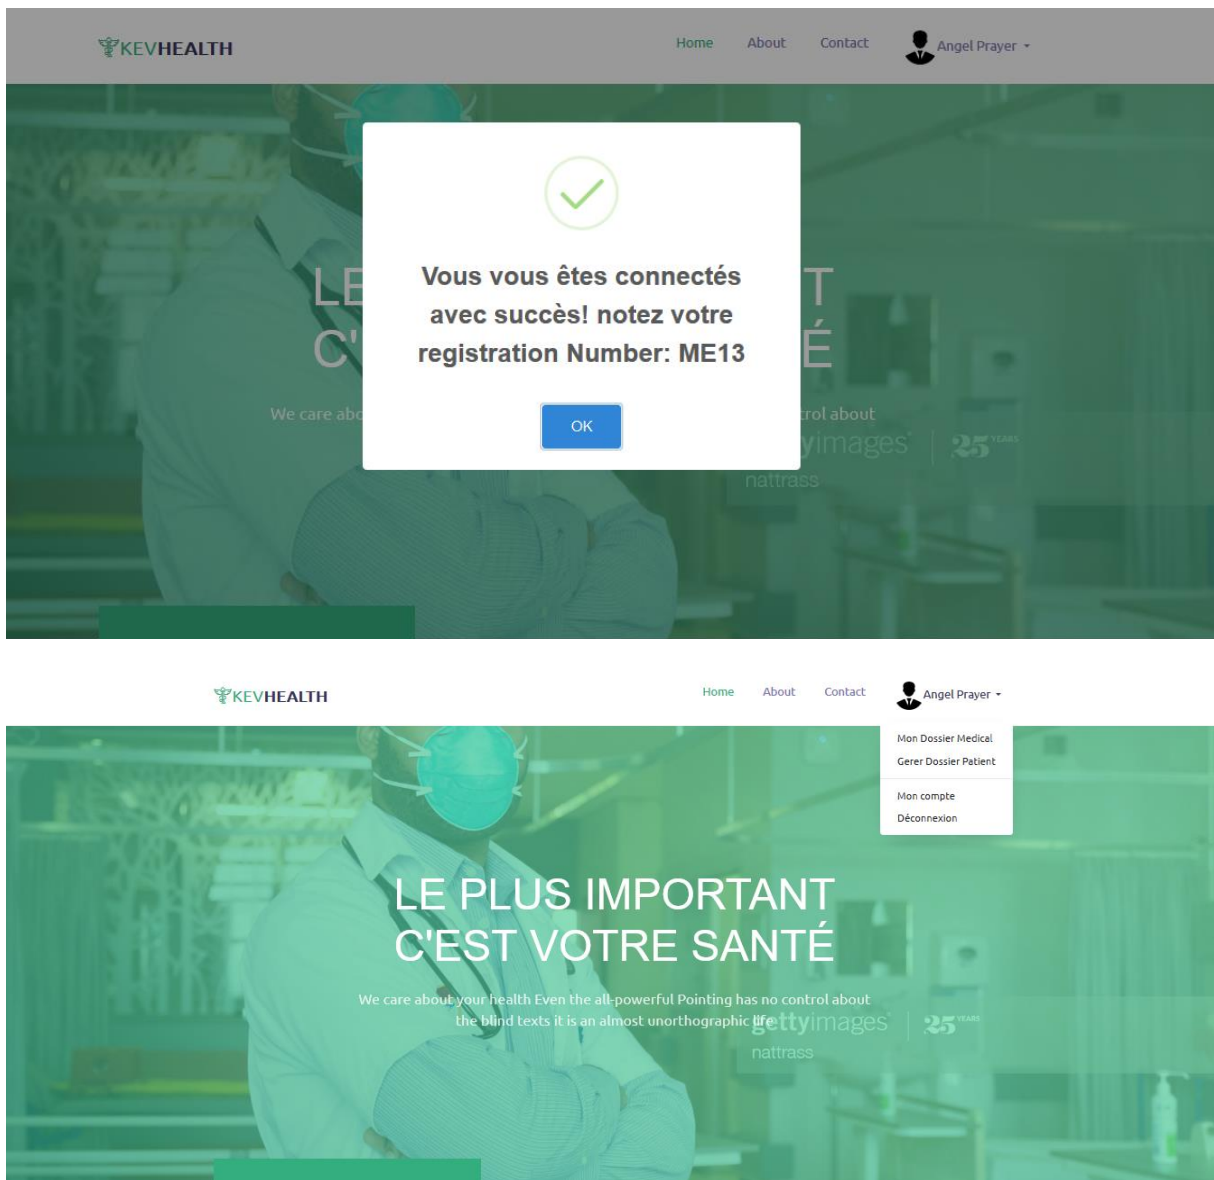 KEVHEALTH
Home About Contact Angel Prayer
Vous vous êtes connectés
avec succès! notez votre
registration Number: ME13
LE T
C' É
We care abo trol about
OK
yimages 25 YEARS
nattrass
KEVHEALTH
Home About Contact Angel Prayer
Mon Dossier Medical
Gerer Dossier Patient
Mon compte
Déconnexion
LE PLUS IMPORTANT
C'EST VOTRE SANTÉ
We care about your health Even the all-powerful Pointing has no control about
the blind texts it is an almost unorthographic life
gettyimages 25 YEARS
nattrass